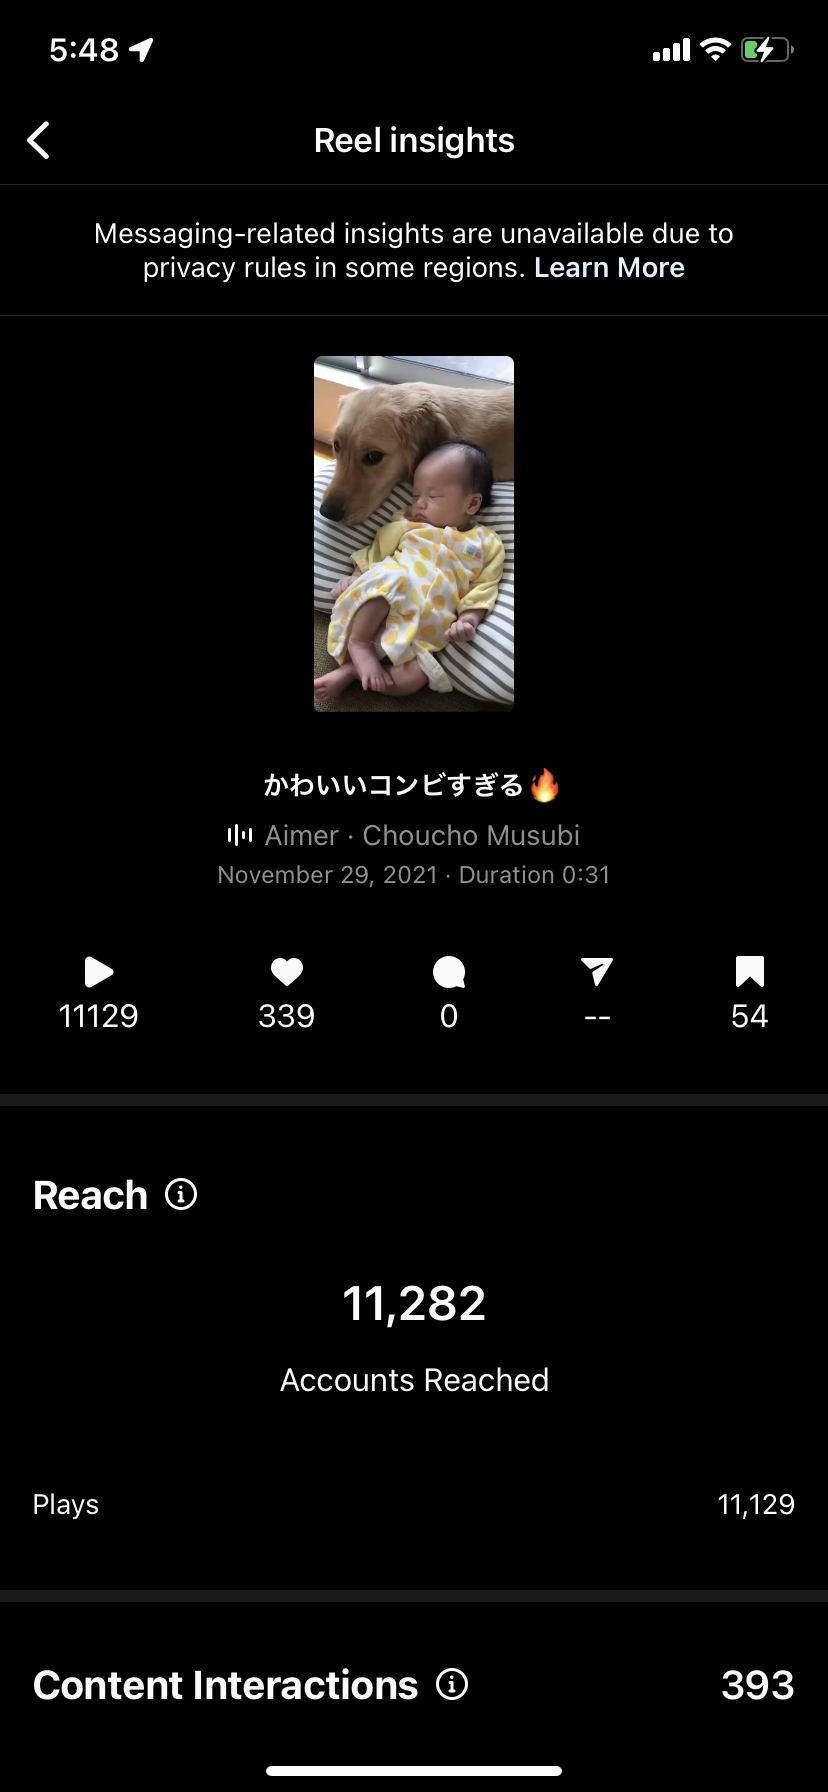 5:48
Reel insights
Messaging-related insights are unavailable due to
privacy rules in some regions. Learn More
かわいいコンビすぎる🔥
Aimer · Choucho Musubi
November 29, 2021 · Duration 0:31
11129 339 0 -- 54
Reach
11,282
Accounts Reached
Plays 11,129
Content Interactions 393